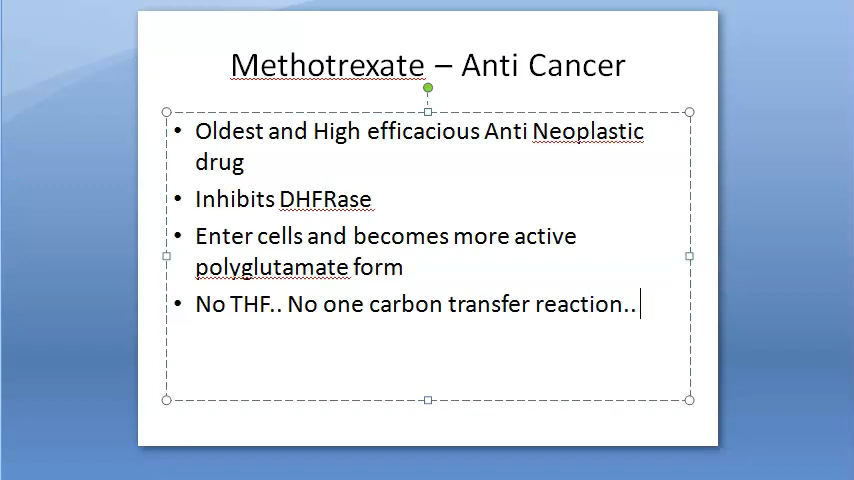 Methotrexate – Anti Cancer
• Oldest and High efficacious Anti Neoplastic
drug
• Inhibits DHFRase
• Enter cells and becomes more active
polyglutamate form
• No THF.. No one carbon transfer reaction..